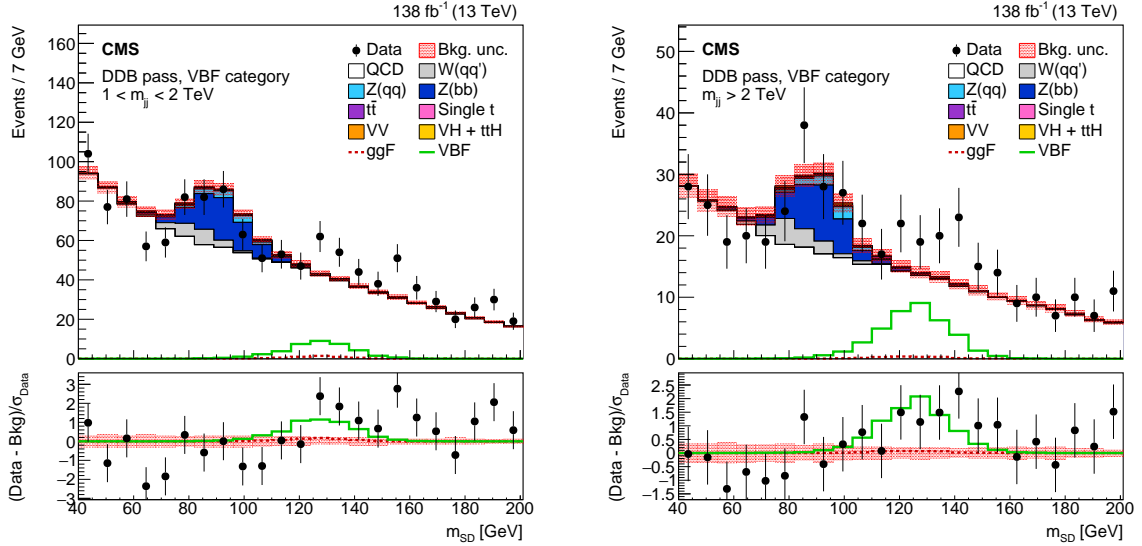 138 fb⁻¹ (13 TeV)
CMS
DDB pass, VBF category
1 < m_jj < 2 TeV
Data
Bkg. unc.
QCD
W(qq')
Z(qq)
Z(bb)
tt̄
Single t
VV
VH + ttH
ggF
VBF
Events / 7 GeV
160
140
120
100
80
60
40
20
0
(Data - Bkg)/σ_Data
3
2
1
0
−1
−2
−3
40 60 80 100 120 140 160 180 200
m_SD [GeV]
138 fb⁻¹ (13 TeV)
CMS
DDB pass, VBF category
m_jj > 2 TeV
Data
Bkg. unc.
QCD
W(qq')
Z(qq)
Z(bb)
tt̄
Single t
VV
VH + ttH
ggF
VBF
Events / 7 GeV
50
40
30
20
10
0
(Data - Bkg)/σ_Data
2.5
2
1.5
1
0.5
0
−0.5
−1
−1.5
40 60 80 100 120 140 160 180 200
m_SD [GeV]